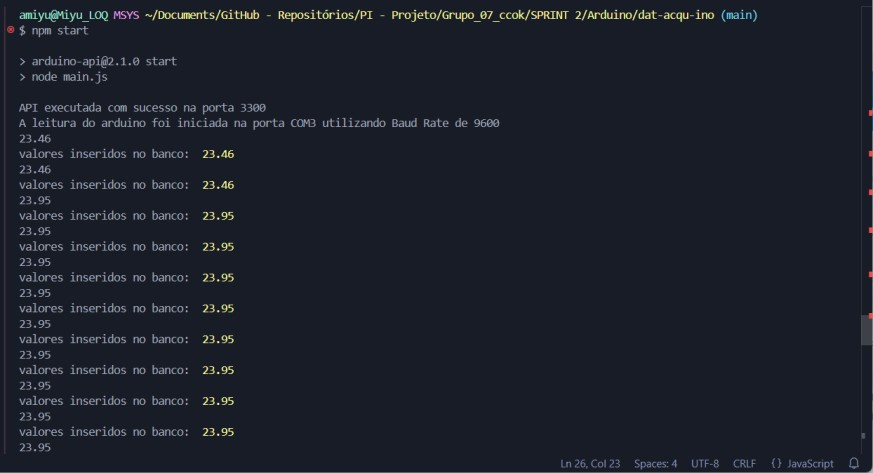 amiyu@Miyu_LOQ MSYS ~/Documents/GitHub - Repositórios/PI - Projeto/Grupo_07_ccok/SPRINT 2/Arduino/dat-acqu-ino (main)
$ npm start
> arduino-api@2.1.0 start
> node main.js
API executada com sucesso na porta 3300
A leitura do arduino foi iniciada na porta COM3 utilizando Baud Rate de 9600
23.46
valores inseridos no banco:  23.46
23.46
valores inseridos no banco:  23.46
23.95
valores inseridos no banco:  23.95
23.95
valores inseridos no banco:  23.95
23.95
valores inseridos no banco:  23.95
23.95
valores inseridos no banco:  23.95
23.95
valores inseridos no banco:  23.95
23.95
valores inseridos no banco:  23.95
23.95
valores inseridos no banco:  23.95
23.95
valores inseridos no banco:  23.95
23.95
Ln 26, Col 23 Spaces: 4 UTF-8 CRLF {} JavaScript